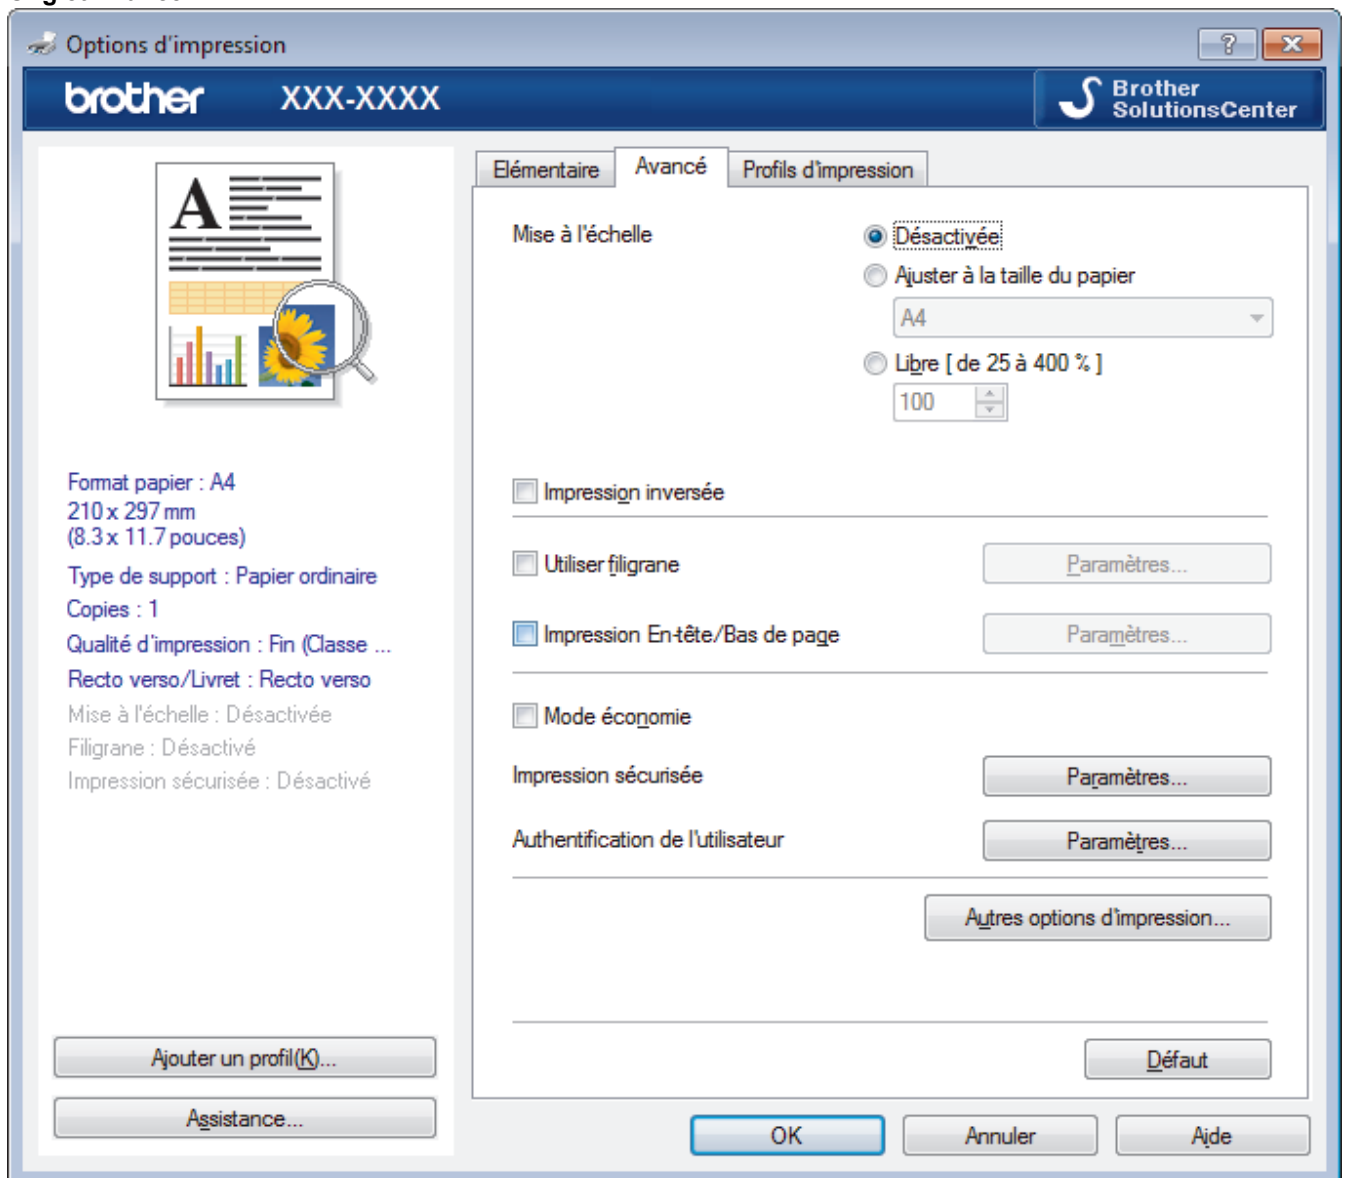 Options d'impression
brother XXX-XXXX
Brother
SolutionsCenter
A
Format papier : A4
210 x 297 mm
(8.3 x 11.7 pouces)
Type de support : Papier ordinaire
Copies : 1
Qualité d'impression : Fin (Classe ...
Recto verso/Livret : Recto verso
Mise à l'échelle : Désactivée
Filigrane : Désactivé
Impression sécurisée : Désactivé
Ajouter un profil(K)...
Assistance...
Elémentaire Avancé Profils d'impression
Mise à l'échelle Désactivée
Ajuster à la taille du papier
A4
Libre [ de 25 à 400 % ]
100
Impression inversée
Utiliser filigrane Paramètres...
Impression En-tête/Bas de page Paramètres...
Mode économie
Impression sécurisée Paramètres...
Authentification de l'utilisateur Paramètres...
Autres options d'impression...
Défaut
OK Annuler Aide